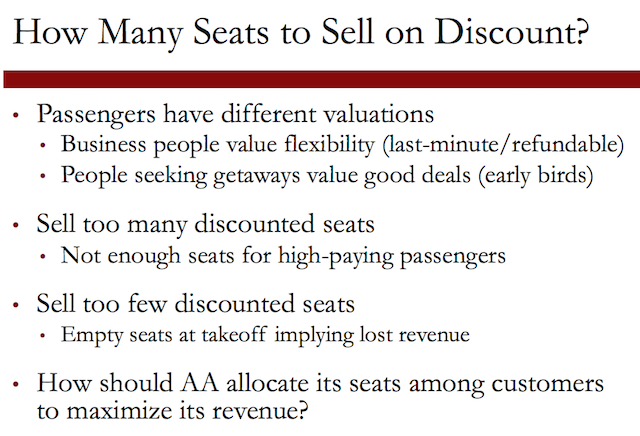 How Many Seats to Sell on Discount?
• Passengers have different valuations
• Business people value flexibility (last-minute/refundable)
• People seeking getaways value good deals (early birds)
• Sell too many discounted seats
• Not enough seats for high-paying passengers
• Sell too few discounted seats
• Empty seats at takeoff implying lost revenue
• How should AA allocate its seats among customers
to maximize its revenue?